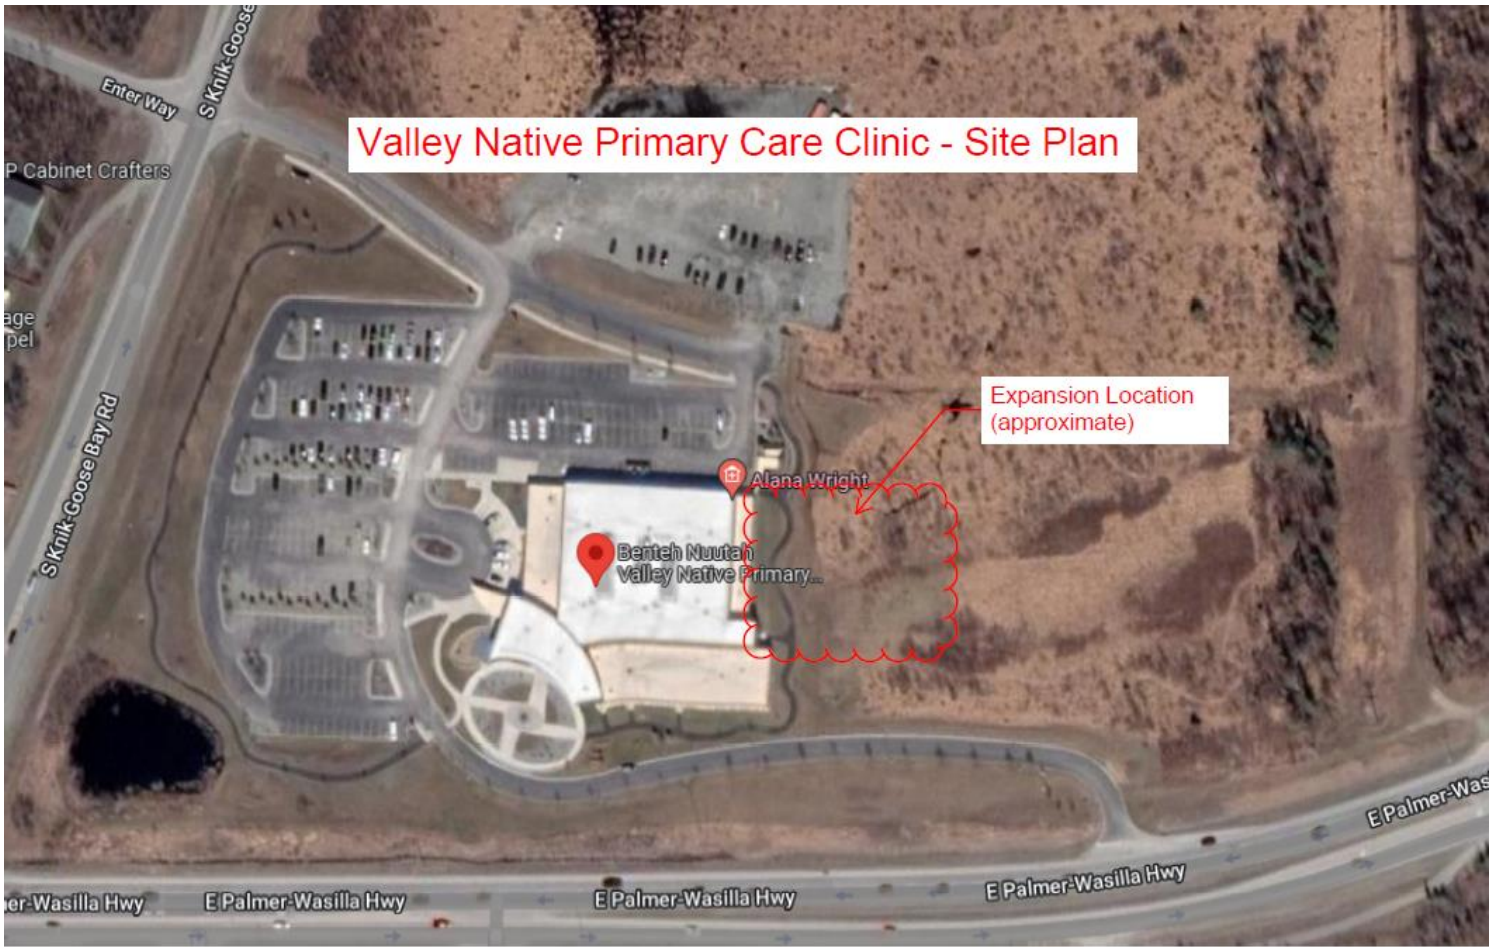 S Knik-Goose
Enter Way
Valley Native Primary Care Clinic - Site Plan
P Cabinet Crafters
age
pel
Expansion Location
(approximate)
S Knik-Goose Bay Rd
Alana Wright
Benteh Nuutah
Valley Native Primary...
E Palmer-Was
E Palmer-Wasilla Hwy
E Palmer-Wasilla Hwy
E Palmer-Wasilla Hwy
er-Wasilla Hwy